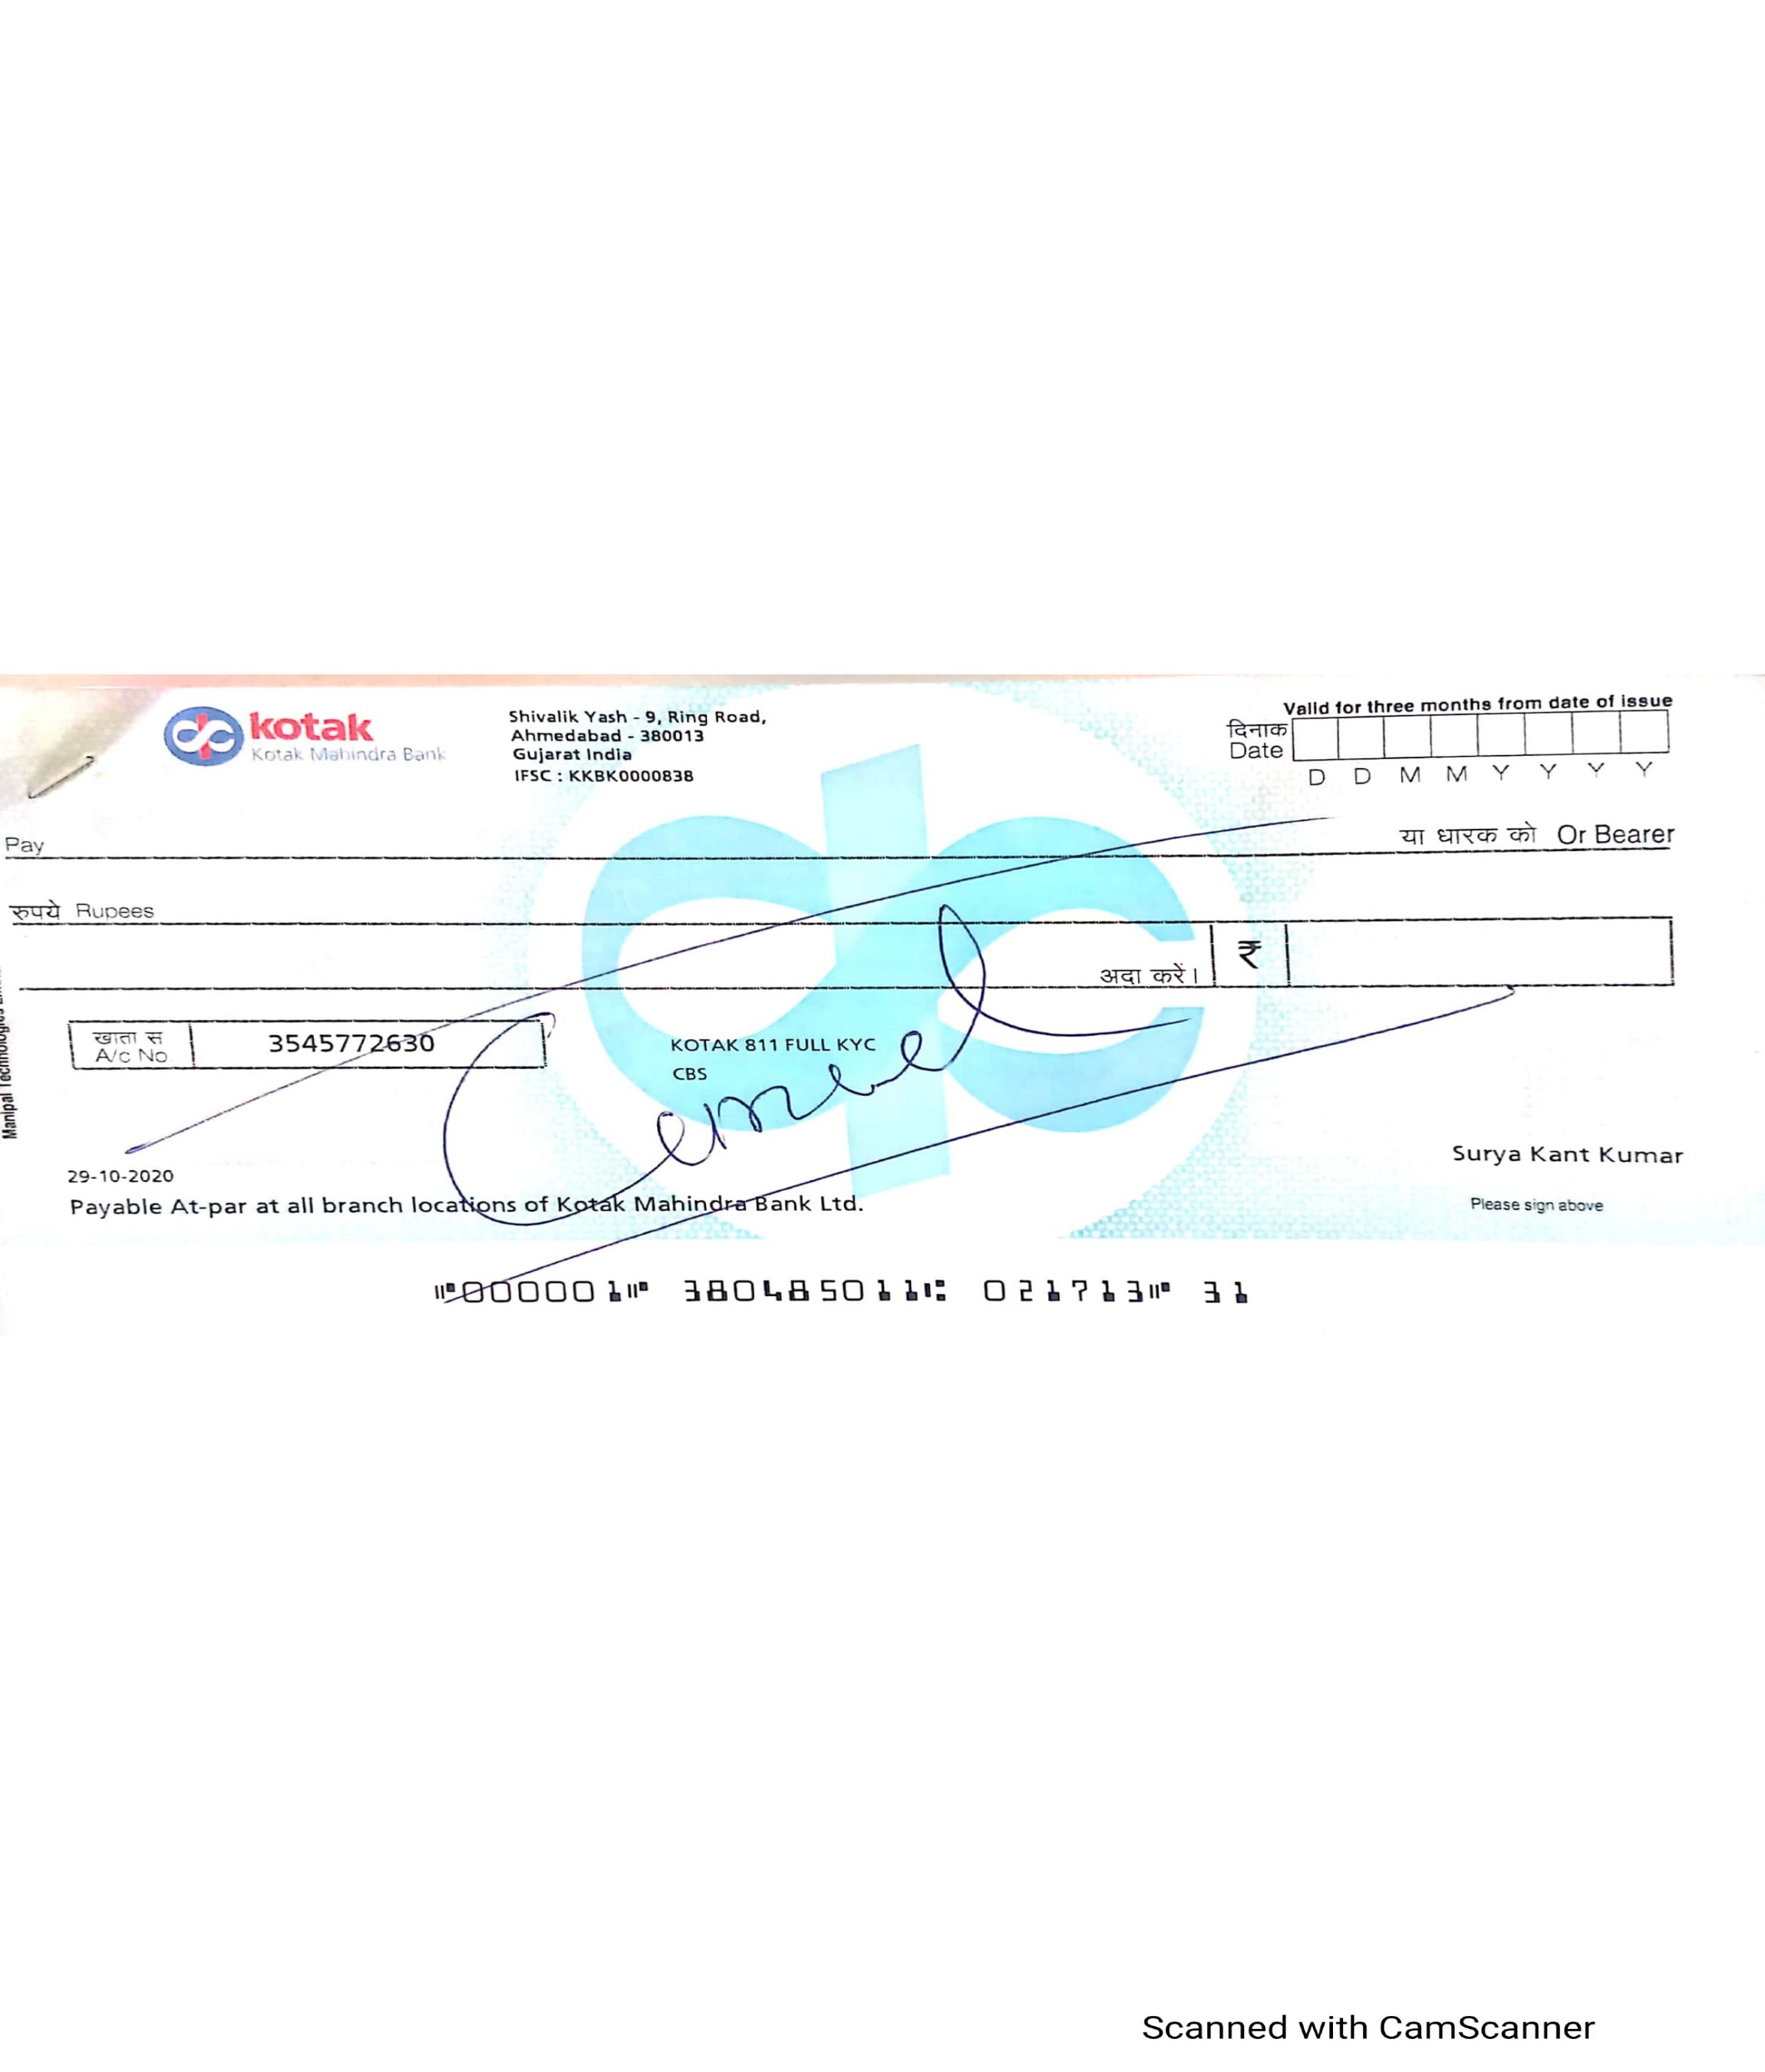 kotak
Kotak Mahindra Bank
Shivalik Yash - 9, Ring Road,
Ahmedabad - 380013
Gujarat India
IFSC : KKBK0000838
Valid for three months from date of issue
दिनाक
Date
D D M M Y Y Y Y
Pay
या धारक को Or Bearer
रुपये Rupees
अदा करें।
₹
खाता स
A/c No.
3545772630
KOTAK 811 FULL KYC
CBS
Cancel
Manipal Technologies
Surya Kant Kumar
29-10-2020
Payable At-par at all branch locations of Kotak Mahindra Bank Ltd.
Please sign above
⑈000001⑈ 380485011⑆ 021713⑈ 31
Scanned with CamScanner